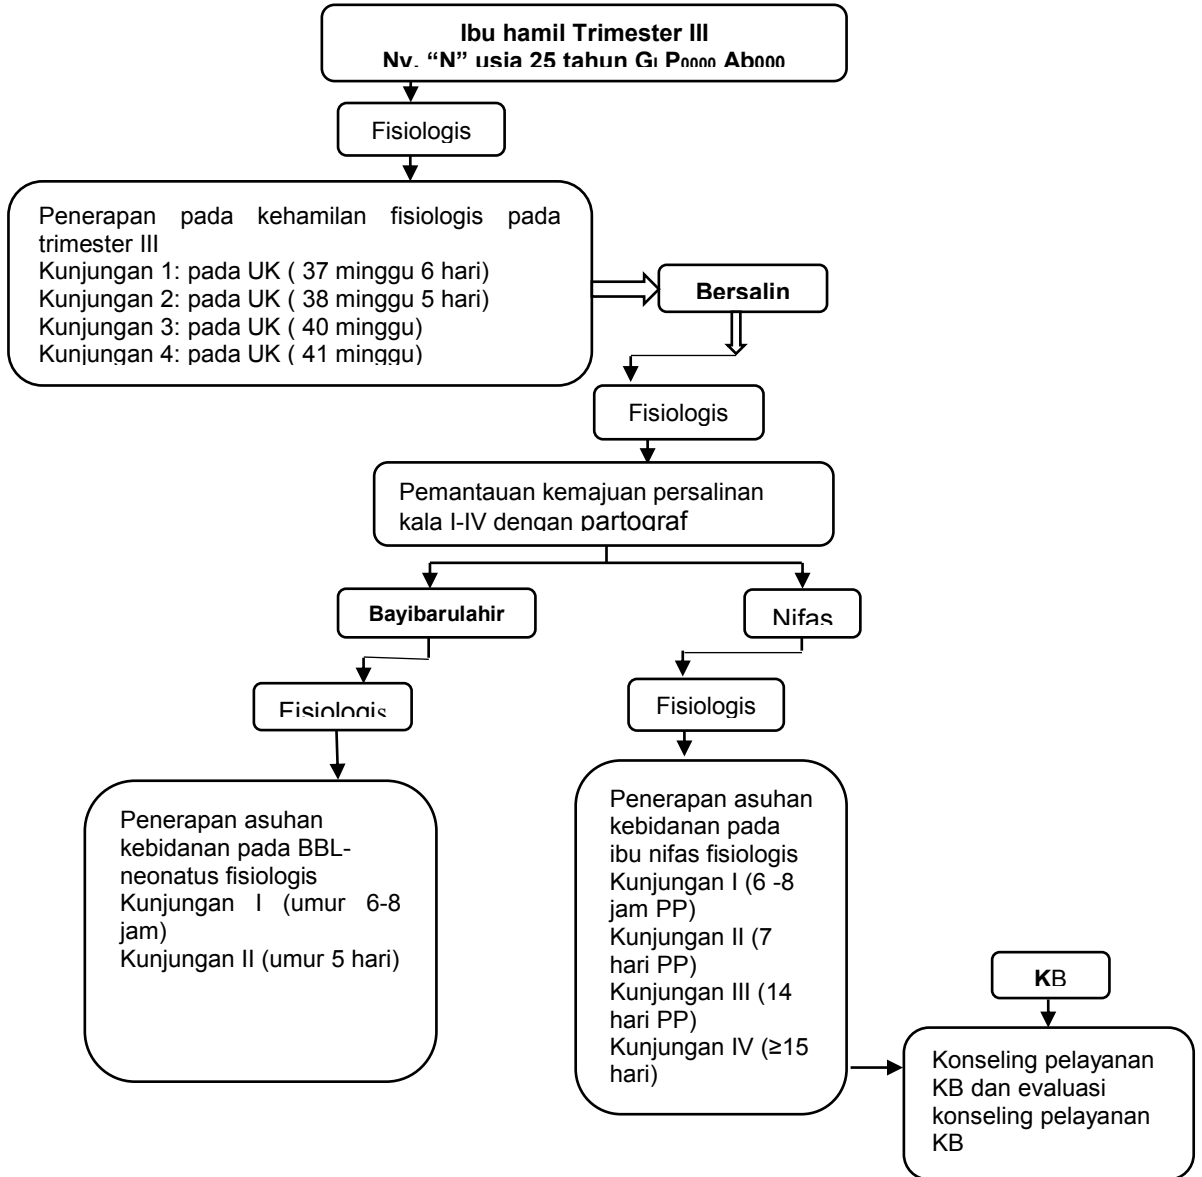 Ibu hamil Trimester III
Ny. “N” usia 25 tahun GI P0000 Ab000
Fisiologis
Penerapan pada kehamilan fisiologis pada
trimester III
Kunjungan 1: pada UK ( 37 minggu 6 hari)
Kunjungan 2: pada UK ( 38 minggu 5 hari)
Kunjungan 3: pada UK ( 40 minggu)
Kunjungan 4: pada UK ( 41 minggu)
Bersalin
Fisiologis
Pemantauan kemajuan persalinan
kala I-IV dengan partograf
Bayibarulahir
Nifas
Fisiologis
Fisiologis
Penerapan asuhan
kebidanan pada BBL-
neonatus fisiologis
Kunjungan I (umur 6-8
jam)
Kunjungan II (umur 5 hari)
Penerapan asuhan
kebidanan pada
ibu nifas fisiologis
Kunjungan I (6 -8
jam PP)
Kunjungan II (7
hari PP)
Kunjungan III (14
hari PP)
Kunjungan IV (≥15
hari)
KB
Konseling pelayanan
KB dan evaluasi
konseling pelayanan
KB